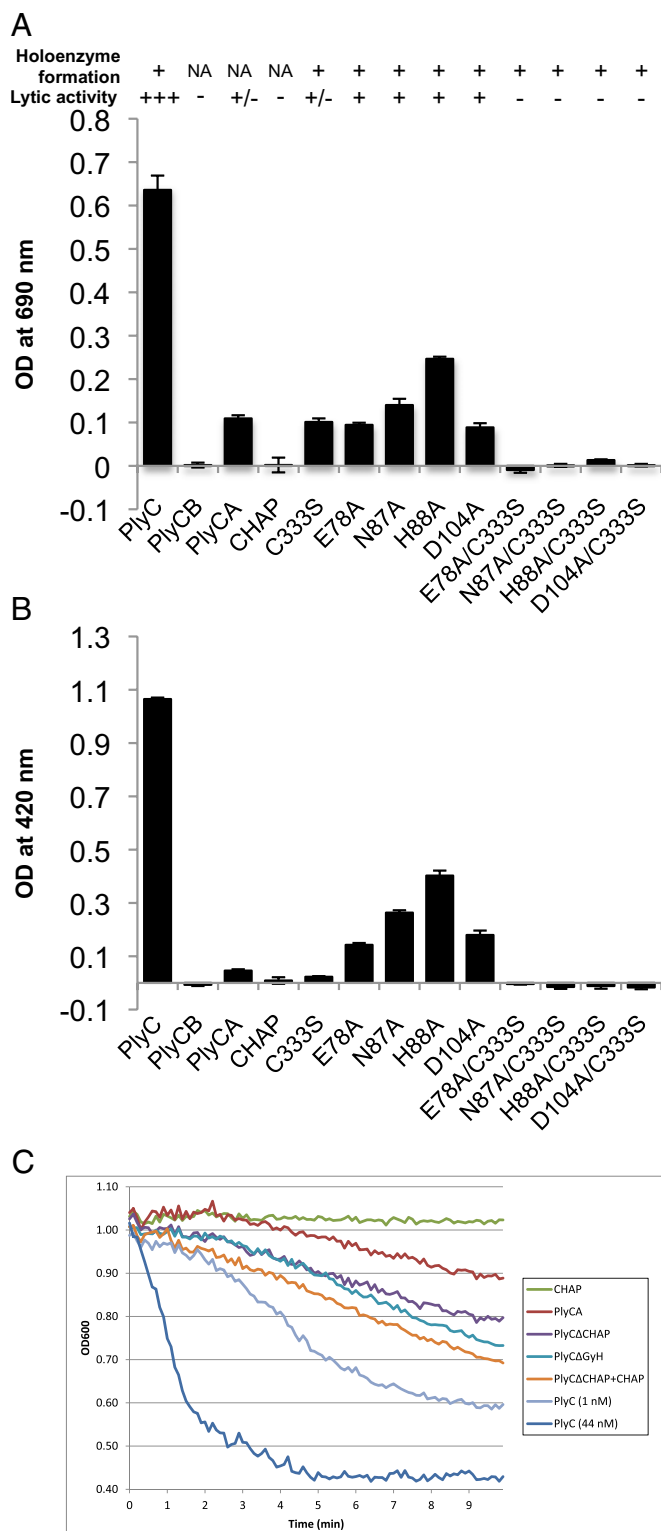 A
Holoenzyme formation + NA NA NA + + + + + + + + +
Lytic activity +++ - +/- - +/- + + + + - - - -
0.8
0.7
0.6
0.5
0.4
0.3
0.2
0.1
0
-0.1
OD at 690 nm
PlyC PlyCB PlyCA CHAP C333S E78A N87A H88A D104A E78A/C333S N87A/C333S H88A/C333S D104A/C333S
B
1.3
1.1
0.9
0.7
0.5
0.3
0.1
-0.1
OD at 420 nm
PlyC PlyCB PlyCA CHAP C333S E78A N87A H88A D104A E78A/C333S N87A/C333S H88A/C333S D104A/C333S
C
1.10
1.00
0.90
0.80
0.70
0.60
0.50
0.40
OD600
0 1 2 3 4 5 6 7 8 9
Time (min)
CHAP
PlyCA
PlyCΔCHAP
PlyCΔGyH
PlyCΔCHAP+CHAP
PlyC (1 nM)
PlyC (44 nM)